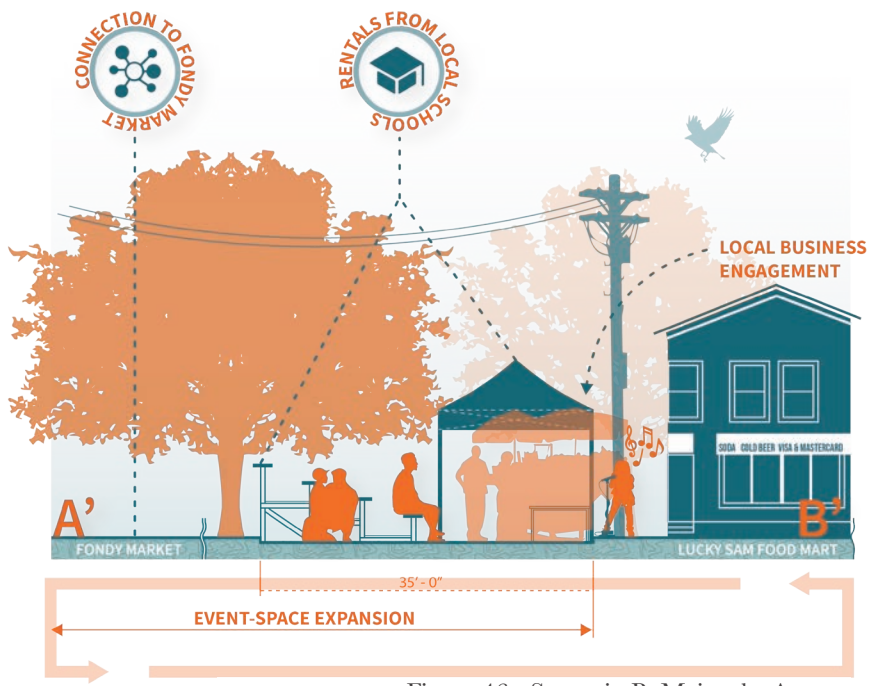 CONNECTION TO FONDY MARKET
RENTALS FROM LOCAL SCHOOLS
LOCAL BUSINESS
ENGAGEMENT
SODA COLD BEER VISA & MASTERCARD
A’
B’
FONDY MARKET
LUCKY SAM FOOD MART
35’ - 0”
EVENT-SPACE EXPANSION